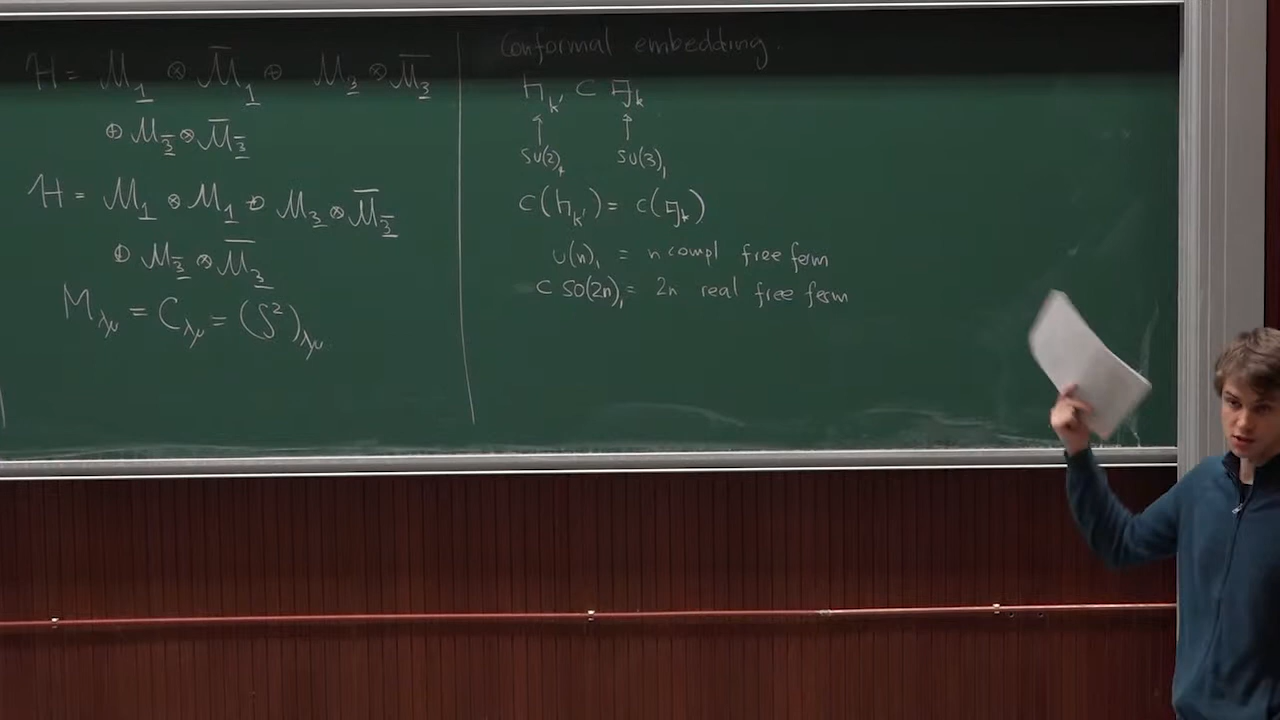 H = M_1 ⊗ M̄_1 ⊕ M_3 ⊗ M̄_3
⊕ M_3̄ ⊗ M̄_3̄
H = M_1 ⊗ M_1 ⊕ M_3 ⊗ M̄_3̄
⊕ M_3̄ ⊗ M̄_3
M_λμ = C_λμ = (S²)_λμ
Conformal embedding.
𝔥_k' ⊂ 𝔤_k
↑ ↑
su(2)_4 su(3)_1
c(𝔥_k') = c(𝔤_k)
u(n)_1 = n compl free ferm
⊂ so(2n)_1 = 2n real free ferm